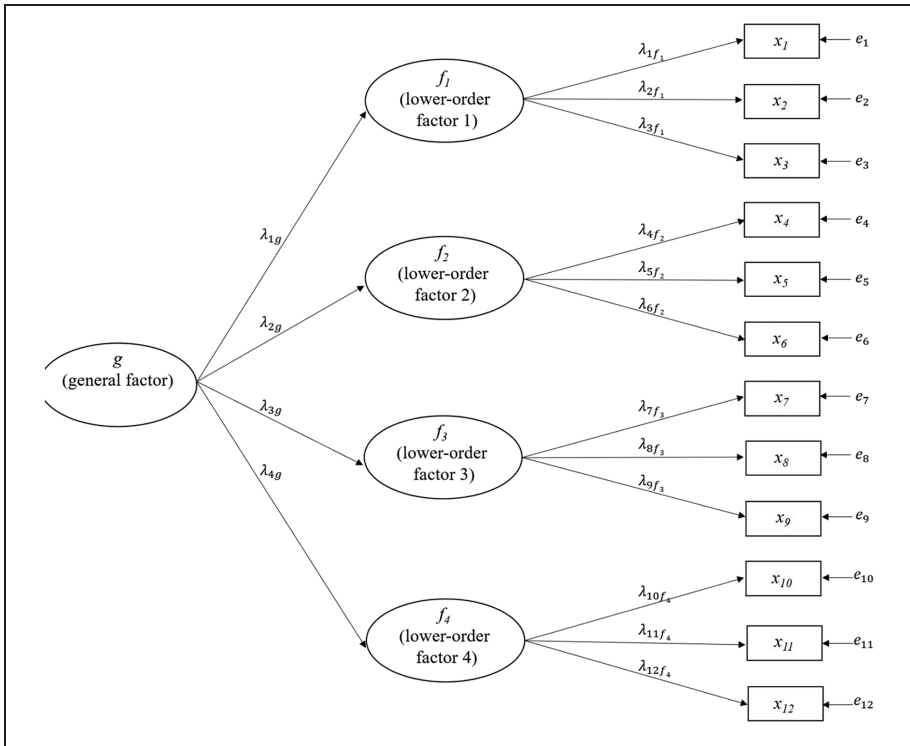 g
(general factor)
λ1g
λ2g
λ3g
λ4g
f1
(lower-order
factor 1)
λ1f1
λ2f1
λ3f1
x1
e1
x2
e2
x3
e3
f2
(lower-order
factor 2)
λ4f2
λ5f2
λ6f2
x4
e4
x5
e5
x6
e6
f3
(lower-order
factor 3)
λ7f3
λ8f3
λ9f3
x7
e7
x8
e8
x9
e9
f4
(lower-order
factor 4)
λ10f4
λ11f4
λ12f4
x10
e10
x11
e11
x12
e12